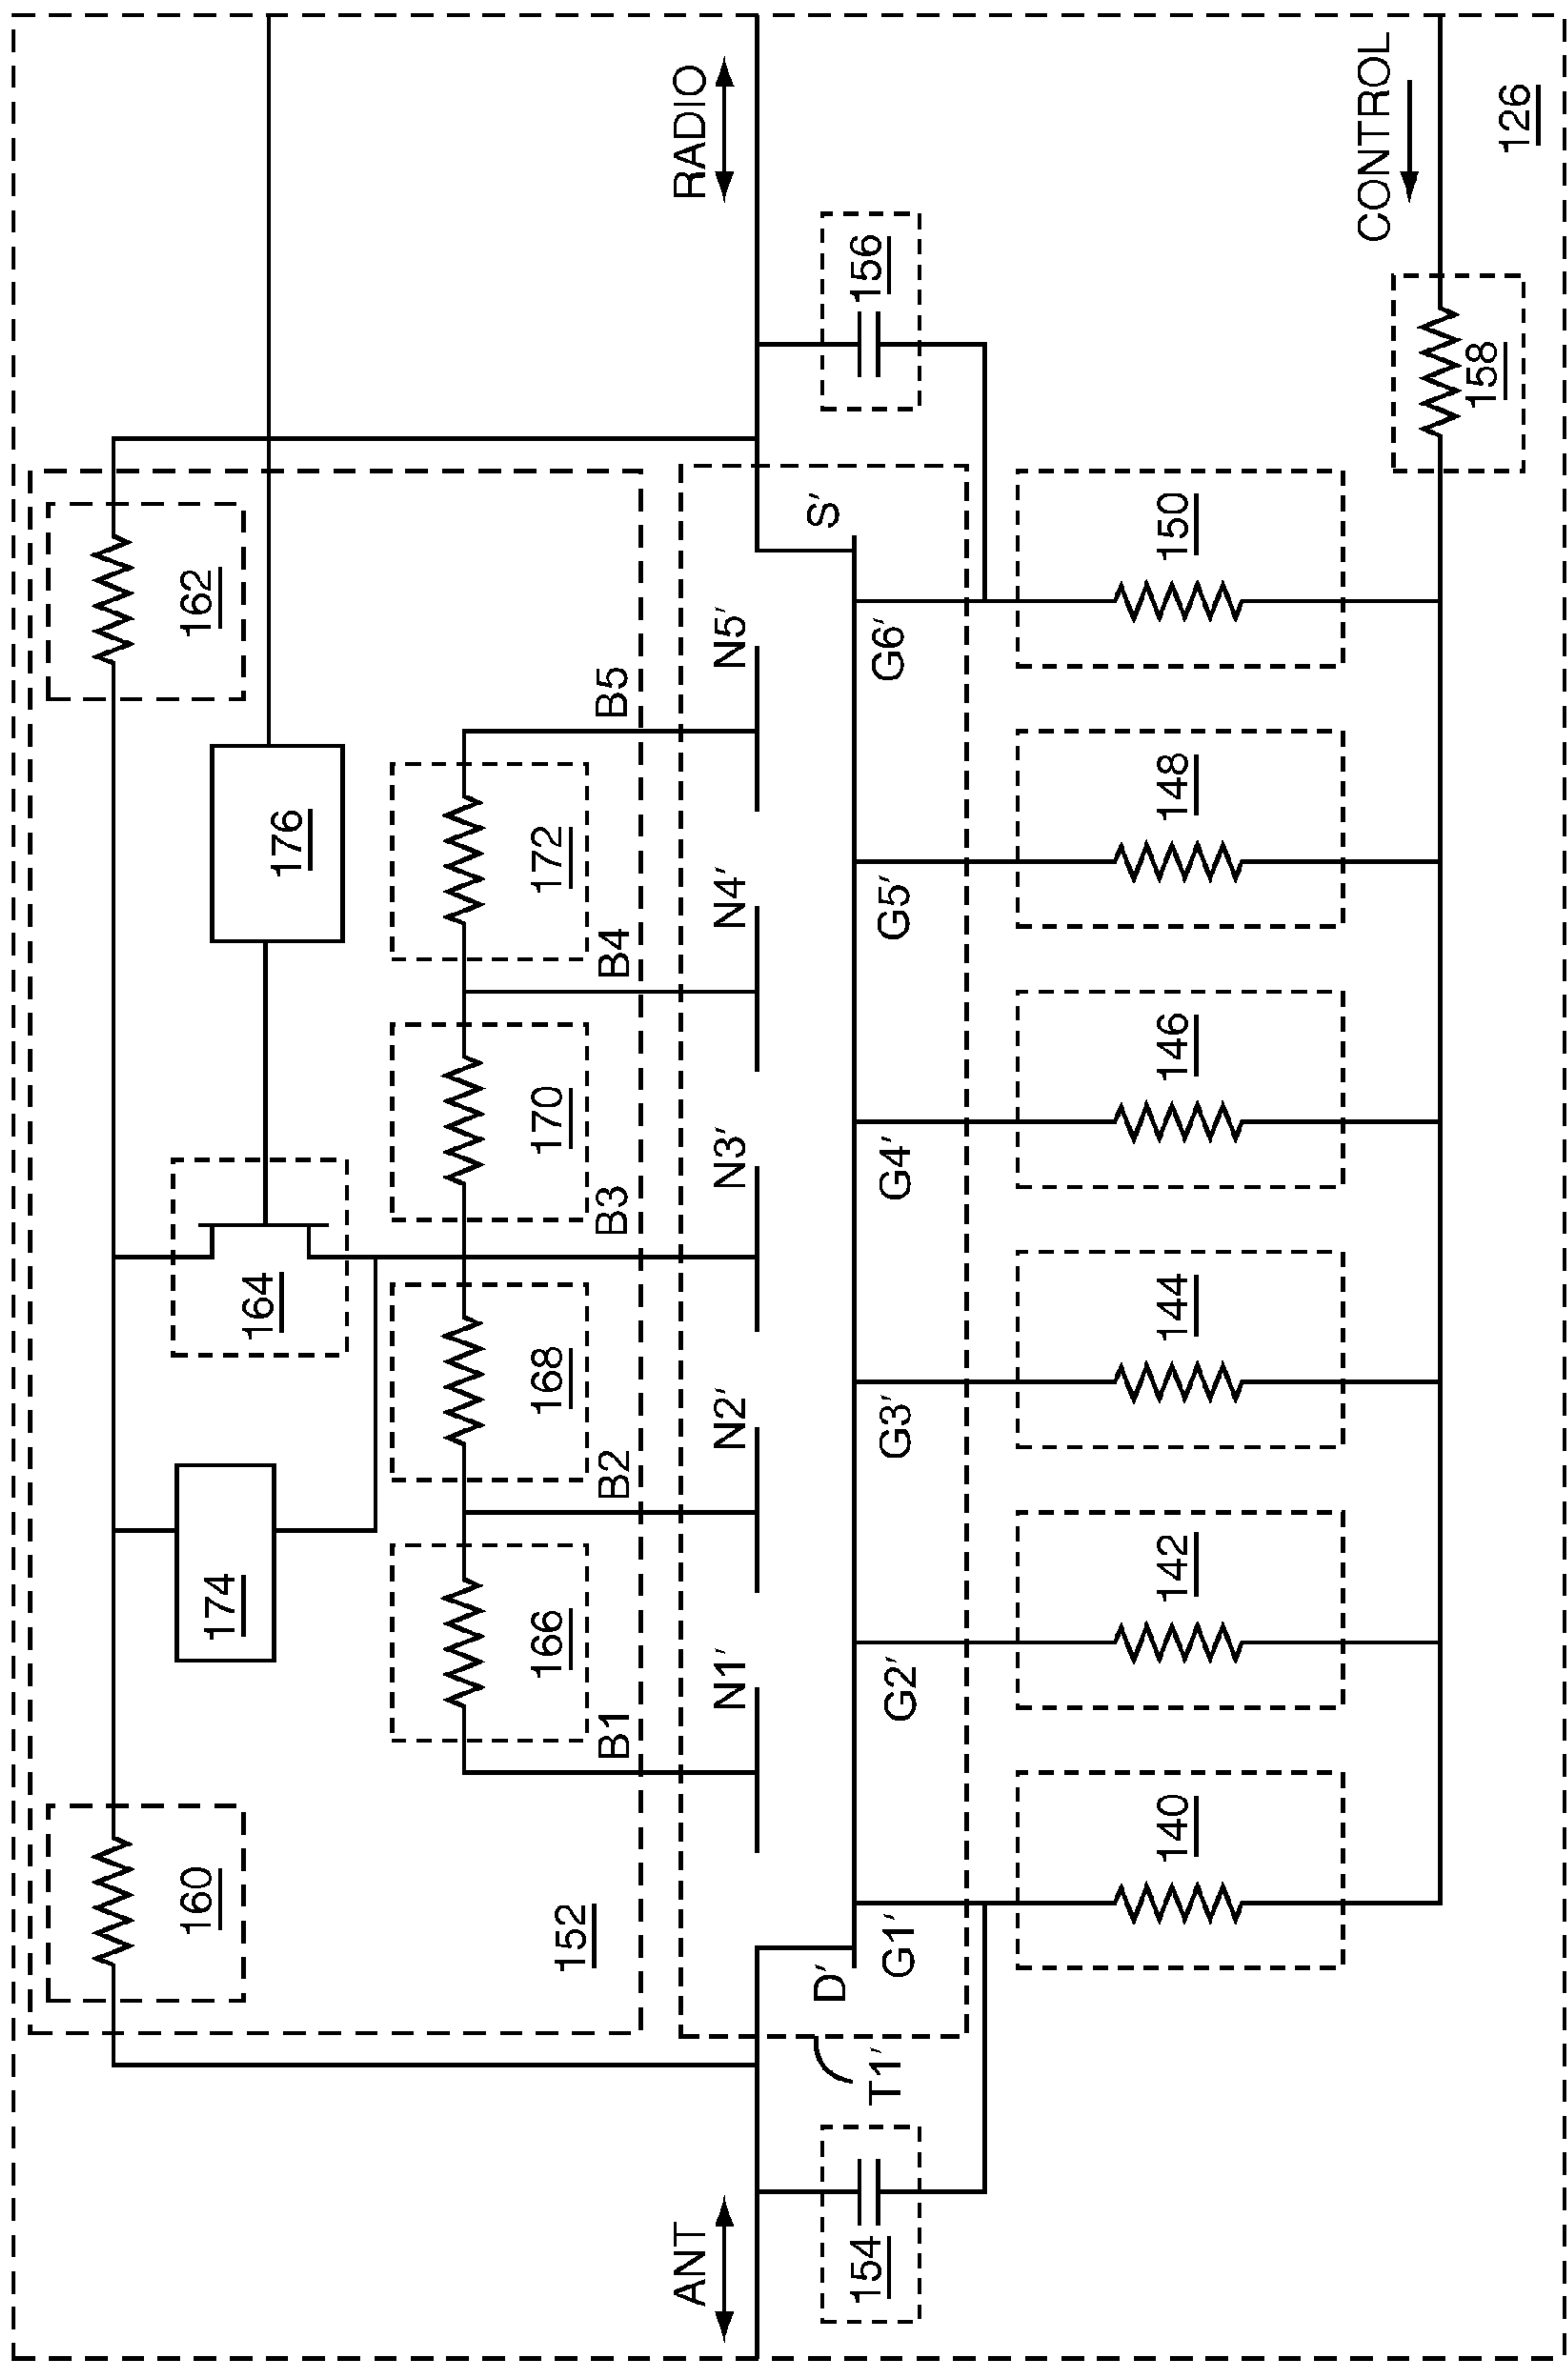 160
162
174
164
176
152
166
168
170
172
B1
B2
B3
B4
B5
ANT
RADIO
N1′
N2′
N3′
N4′
N5′
154
T1′
D′
S′
156
G1′
G2′
G3′
G4′
G5′
G6′
140
142
144
146
148
150
CONTROL
158
126